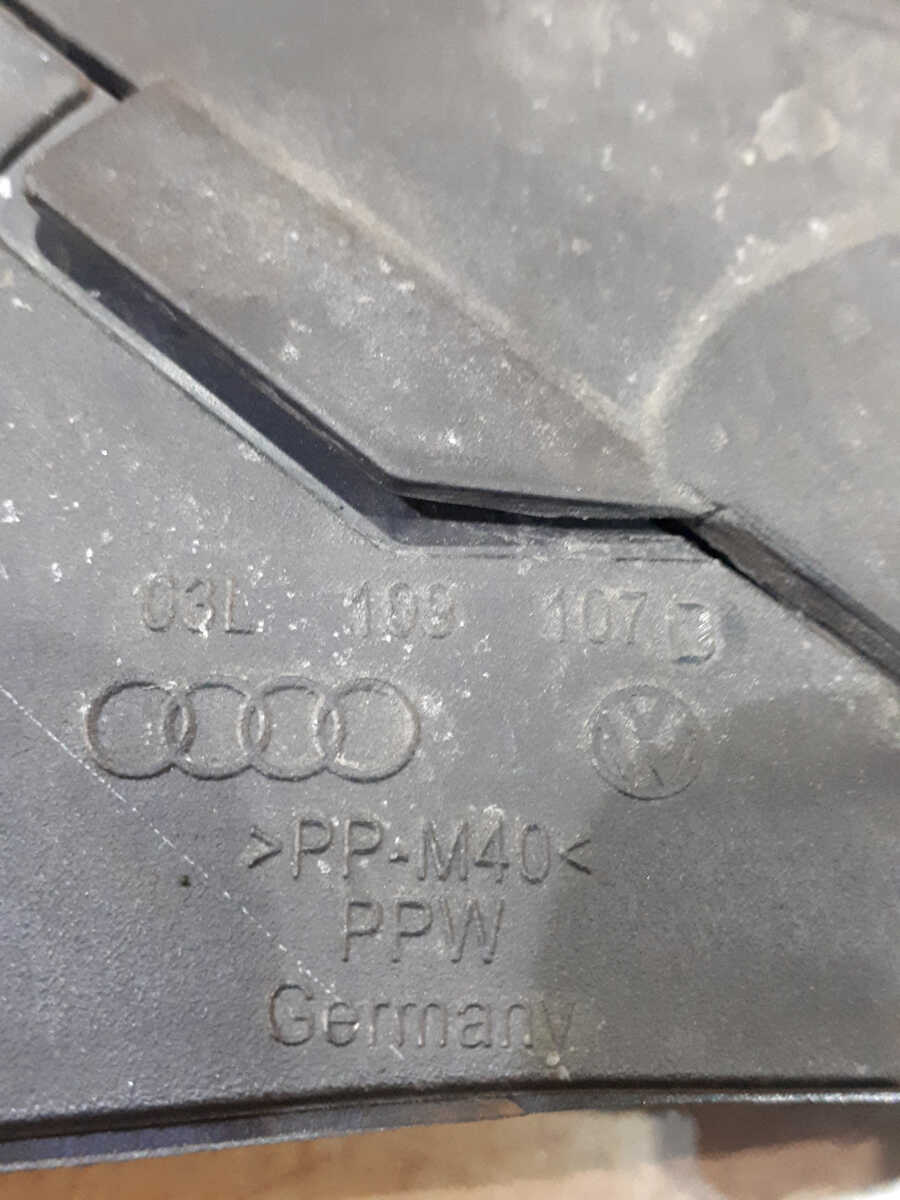 03L 109 107
>PP-M40<
PPW
Germany